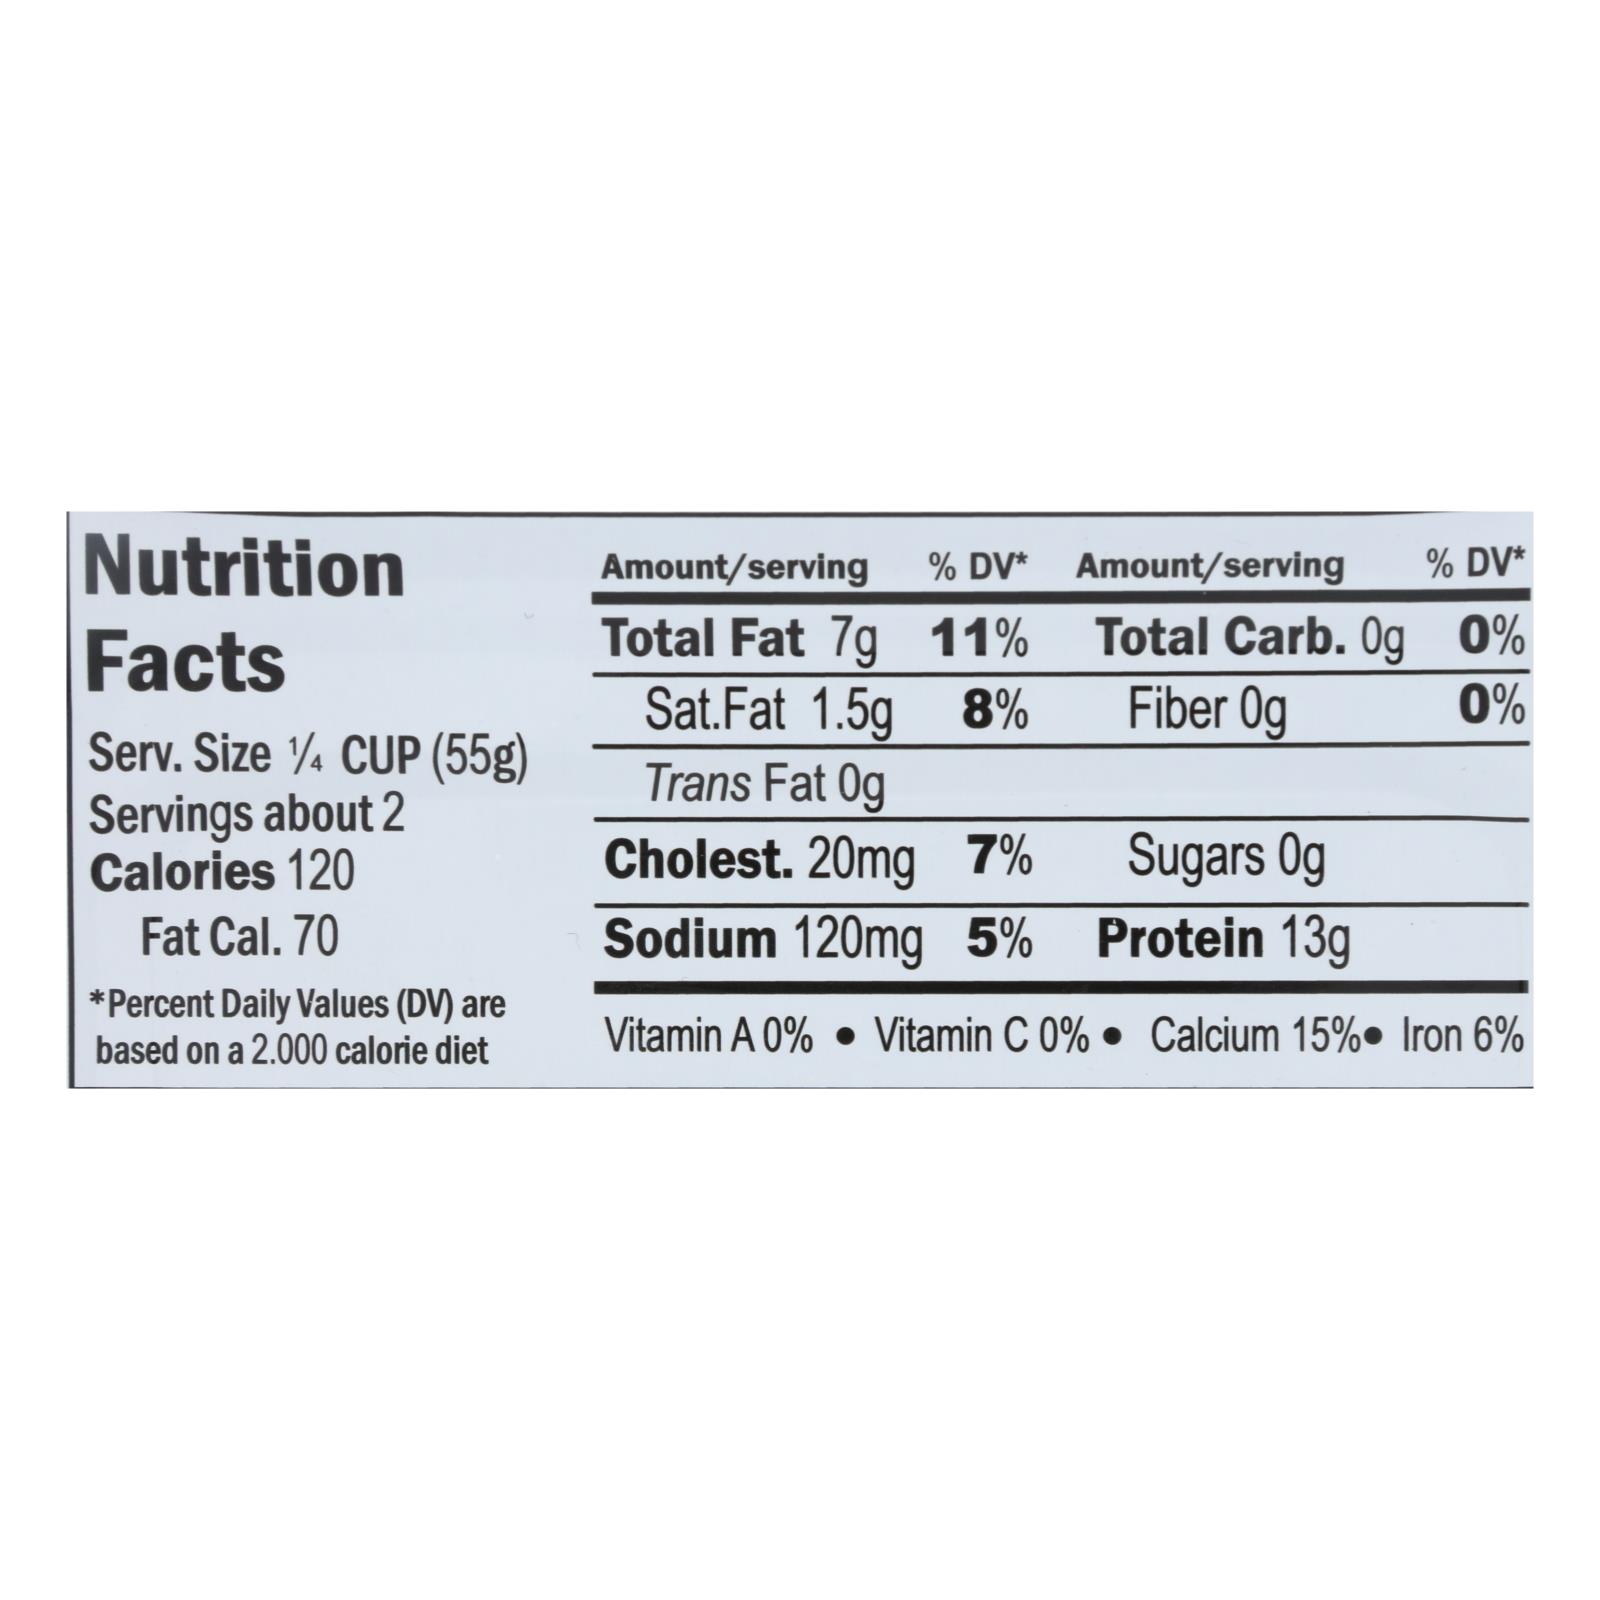 Nutrition
Facts
Serv. Size ¼ CUP (55g)
Servings about 2
Calories 120
Fat Cal. 70
*Percent Daily Values (DV) are
based on a 2.000 calorie diet
Amount/serving % DV* Amount/serving % DV*
Total Fat 7g 11% Total Carb. 0g 0%
Sat.Fat 1.5g 8% Fiber 0g 0%
Trans Fat 0g
Cholest. 20mg 7% Sugars 0g
Sodium 120mg 5% Protein 13g
Vitamin A 0% • Vitamin C 0% • Calcium 15% • Iron 6%